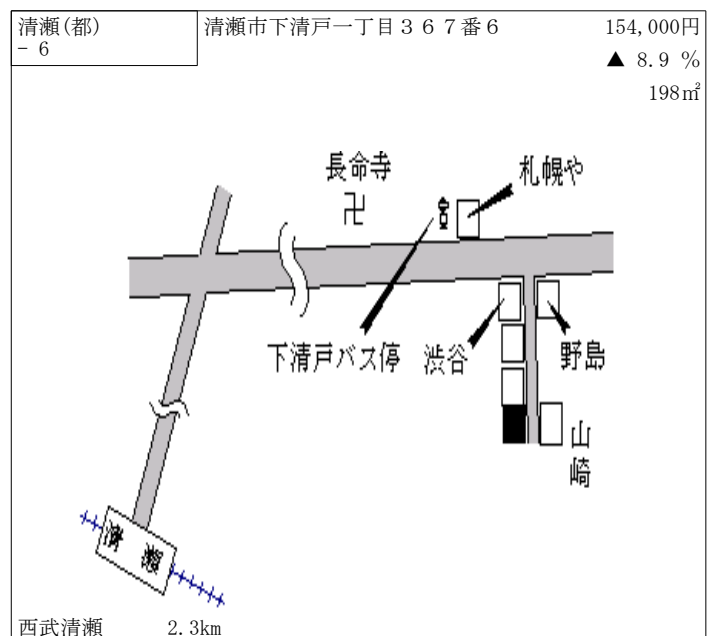 清瀬(都)
－6
清瀬市下清戸一丁目３６７番６
154,000円
▲ 8.9 %
198㎡
長命寺
卍
札幌や
下清戸バス停
渋谷
野島
山崎
清瀬
西武清瀬 2.3km